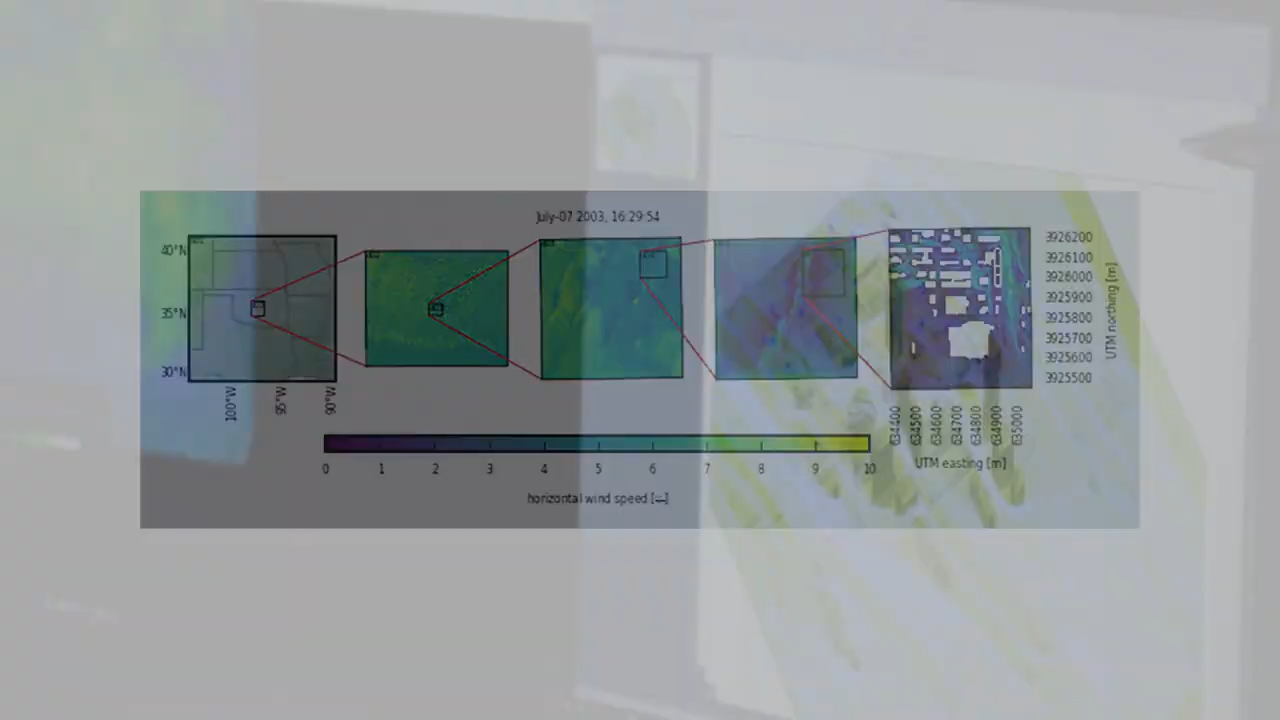 July-07 2003, 16:29:54
40°N
35°N
30°N
100°W
95°W
90°W
3926200
3926100
3926000
3925900
3925800
3925700
3925600
3925500
UTM northing [m]
634400
634500
634600
634700
634800
634900
635000
UTM easting [m]
0 1 2 3 4 5 6 7 8 9 10
horizontal wind speed